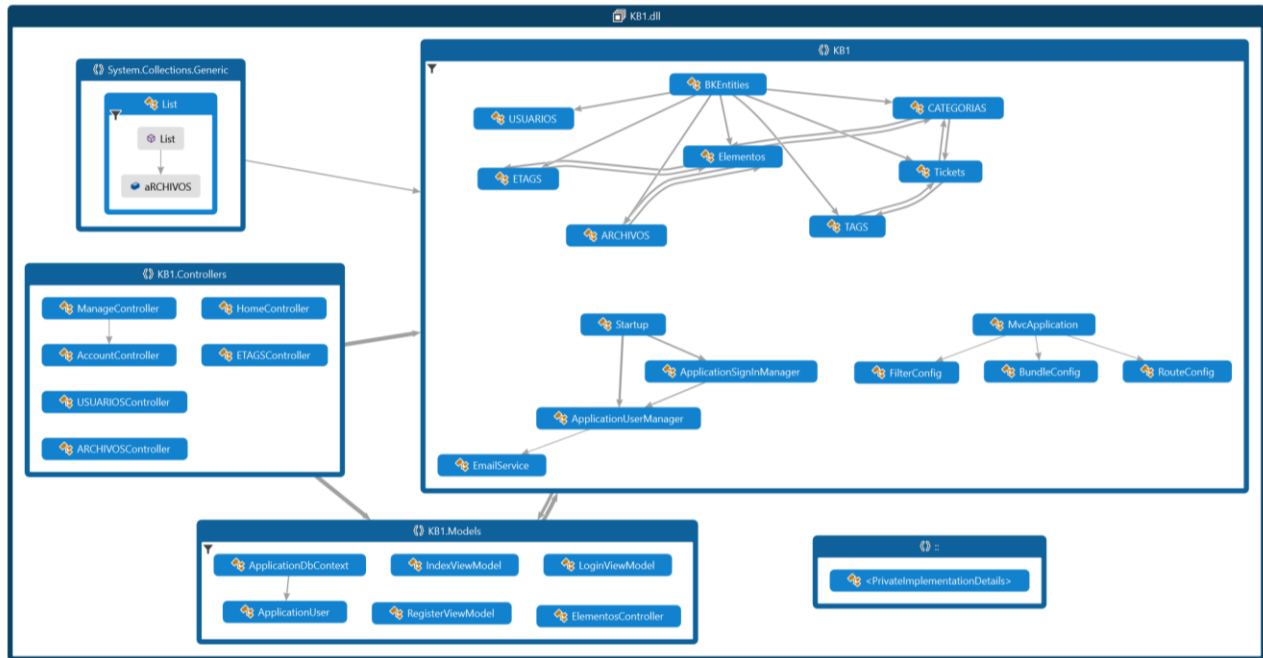 KB1.dll
System.Collections.Generic
List
List
aRCHIVOS
KB1
BKEntities
USUARIOS
CATEGORIAS
Elementos
ETAGS
Tickets
ARCHIVOS
TAGS
Startup
MvcApplication
ApplicationSignInManager
FilterConfig
BundleConfig
RouteConfig
ApplicationUserManager
EmailService
KB1.Controllers
ManageController
HomeController
AccountController
ETAGSController
USUARIOSController
ARCHIVOSController
KB1.Models
ApplicationDbContext
IndexViewModel
LoginViewModel
ApplicationUser
RegisterViewModel
ElementosController
::
<PrivateImplementationDetails>